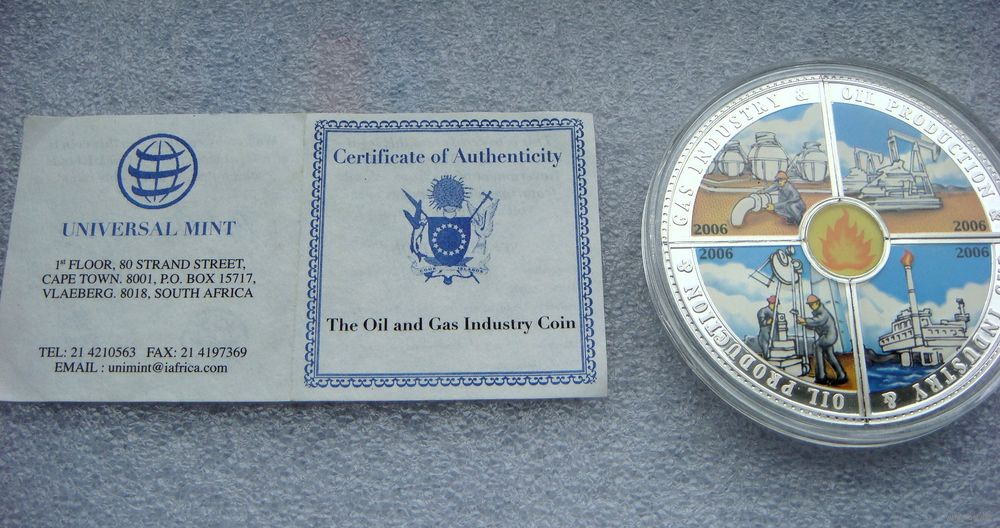 UNIVERSAL MINT
1st FLOOR, 80 STRAND STREET,
CAPE TOWN. 8001, P.O. BOX 15717,
VLAEBERG. 8018, SOUTH AFRICA
TEL: 21 4210563 FAX: 21 4197369
EMAIL : unimint@iafrica.com
Certificate of Authenticity
The Oil and Gas Industry Coin
GAS INDUSTRY & OIL PRODUCTION &
INDUSTRY & OIL PRODUCTION &
2006
2006
2006
2006